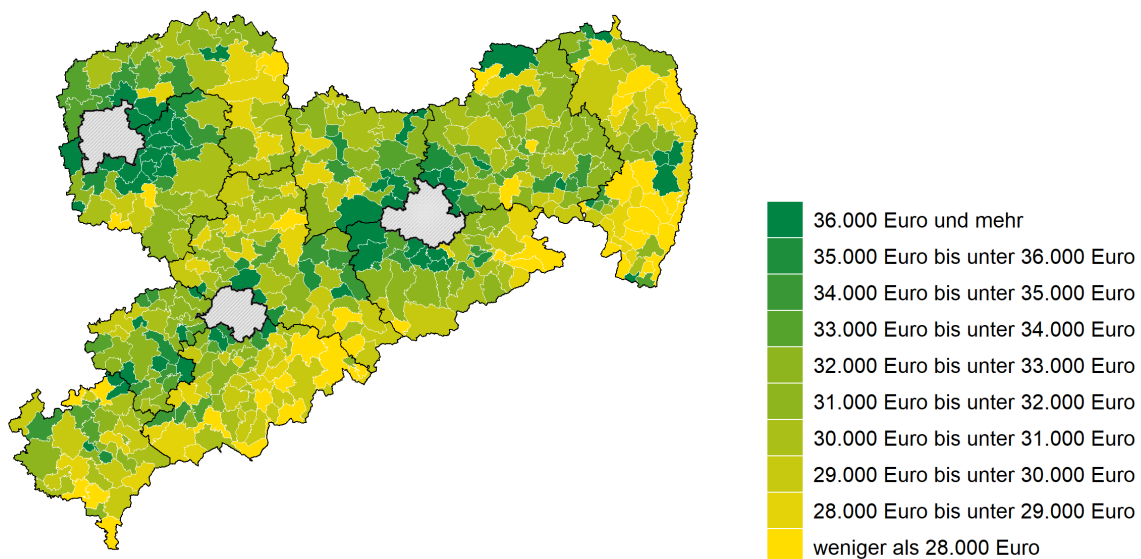 36.000 Euro und mehr
35.000 Euro bis unter 36.000 Euro
34.000 Euro bis unter 35.000 Euro
33.000 Euro bis unter 34.000 Euro
32.000 Euro bis unter 33.000 Euro
31.000 Euro bis unter 32.000 Euro
30.000 Euro bis unter 31.000 Euro
29.000 Euro bis unter 30.000 Euro
28.000 Euro bis unter 29.000 Euro
weniger als 28.000 Euro